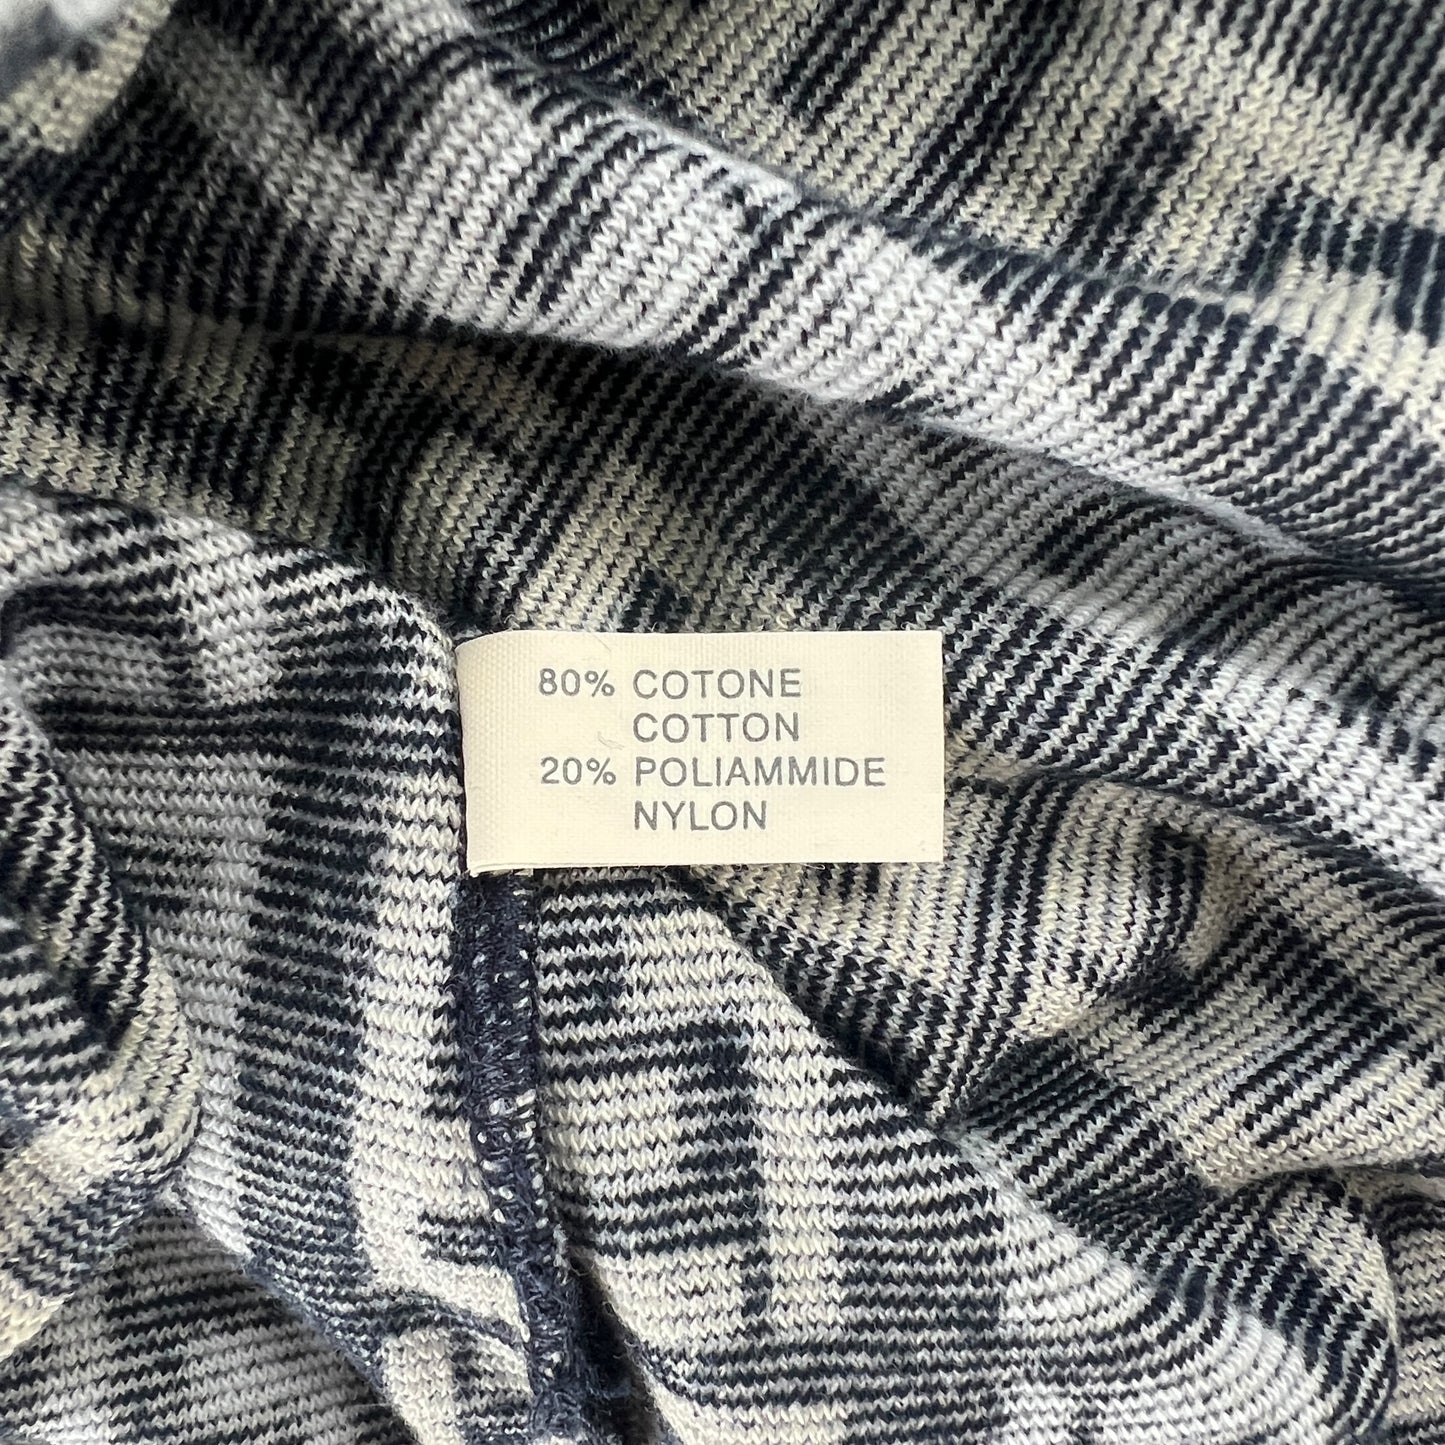 80% COTONE
COTTON
20% POLIAMMIDE
NYLON